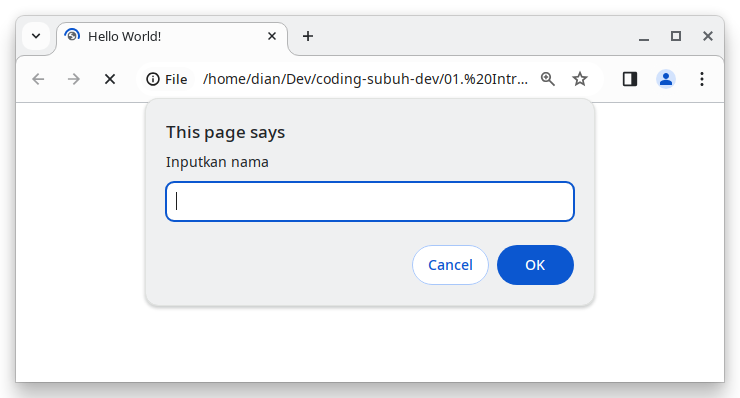 Hello World!
File /home/dian/Dev/coding-subuh-dev/01.%20Intr...
This page says
Inputkan nama
Cancel OK